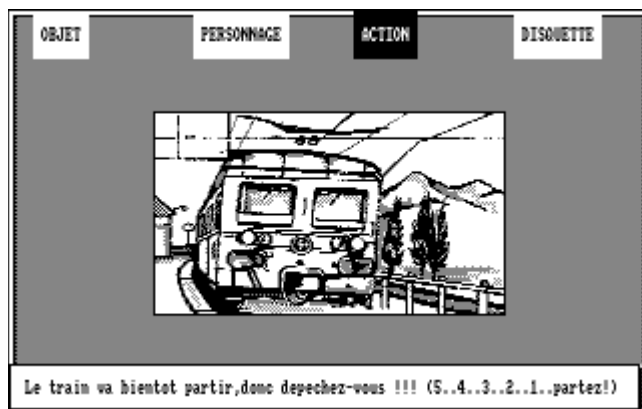 OBJET PERSONNAGE ACTION DISQUETTE
Le train va bientot partir,donc depechez-vous !!! (5..4..3..2..1..partez!)